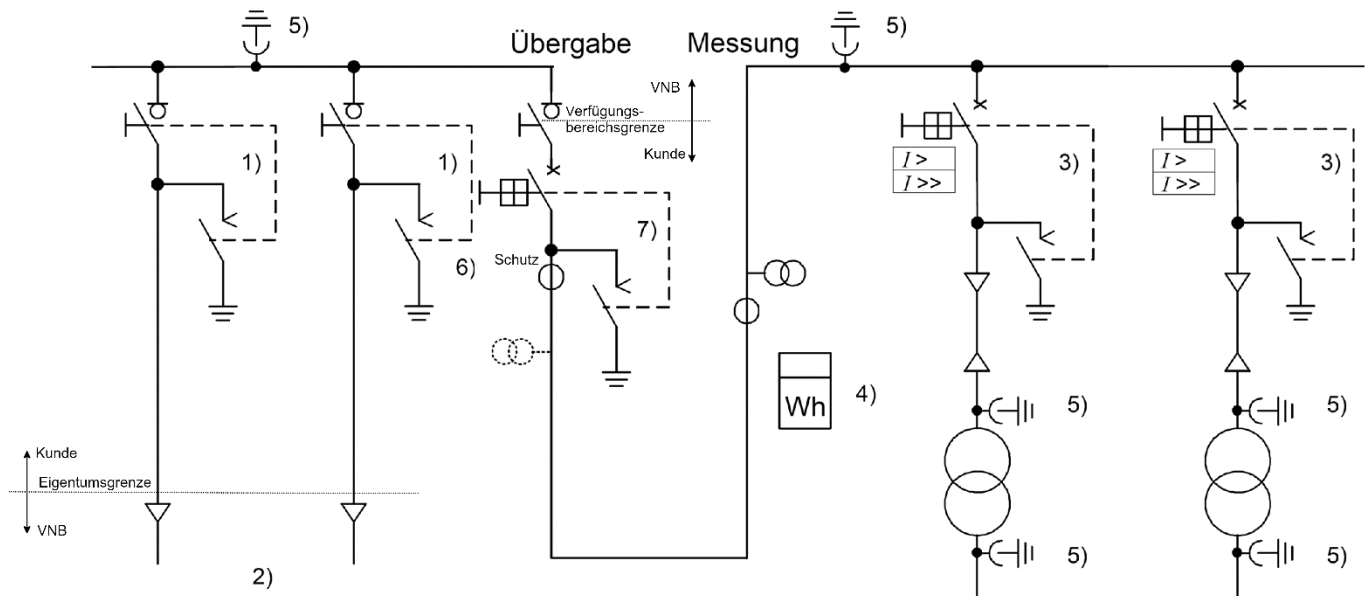 5)
Übergabe
Messung
5)
VNB
Verfügungs-
bereichsgrenze
Kunde
1)
1)
I >
I >>
3)
I >
I >>
3)
7)
Schutz
6)
Wh
4)
5)
5)
Kunde
Eigentumsgrenze
VNB
5)
5)
2)